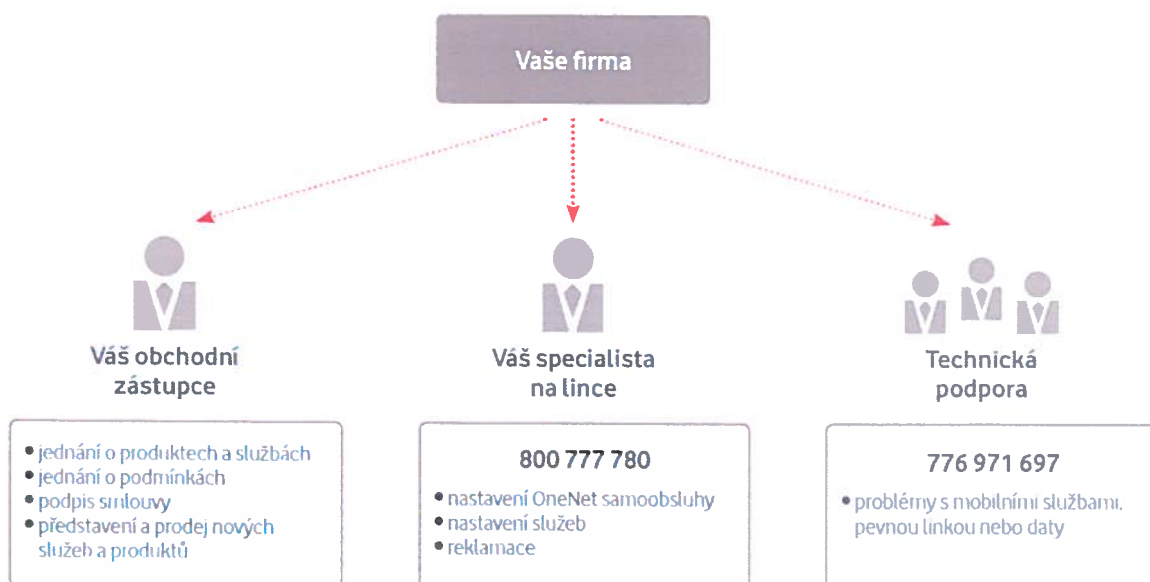 Vaše firma
Váš obchodní
zástupce
• jednání o produktech a službách
• jednání o podmínkách
• podpis smlouvy
• představení a prodej nových
služeb a produktů
Váš specialista
na lince
800 777 780
• nastavení OneNet samoobsluhy
• nastavení služeb
• reklamace
Technická
podpora
776 971 697
• problémy s mobilními službami,
pevnou linkou nebo daty